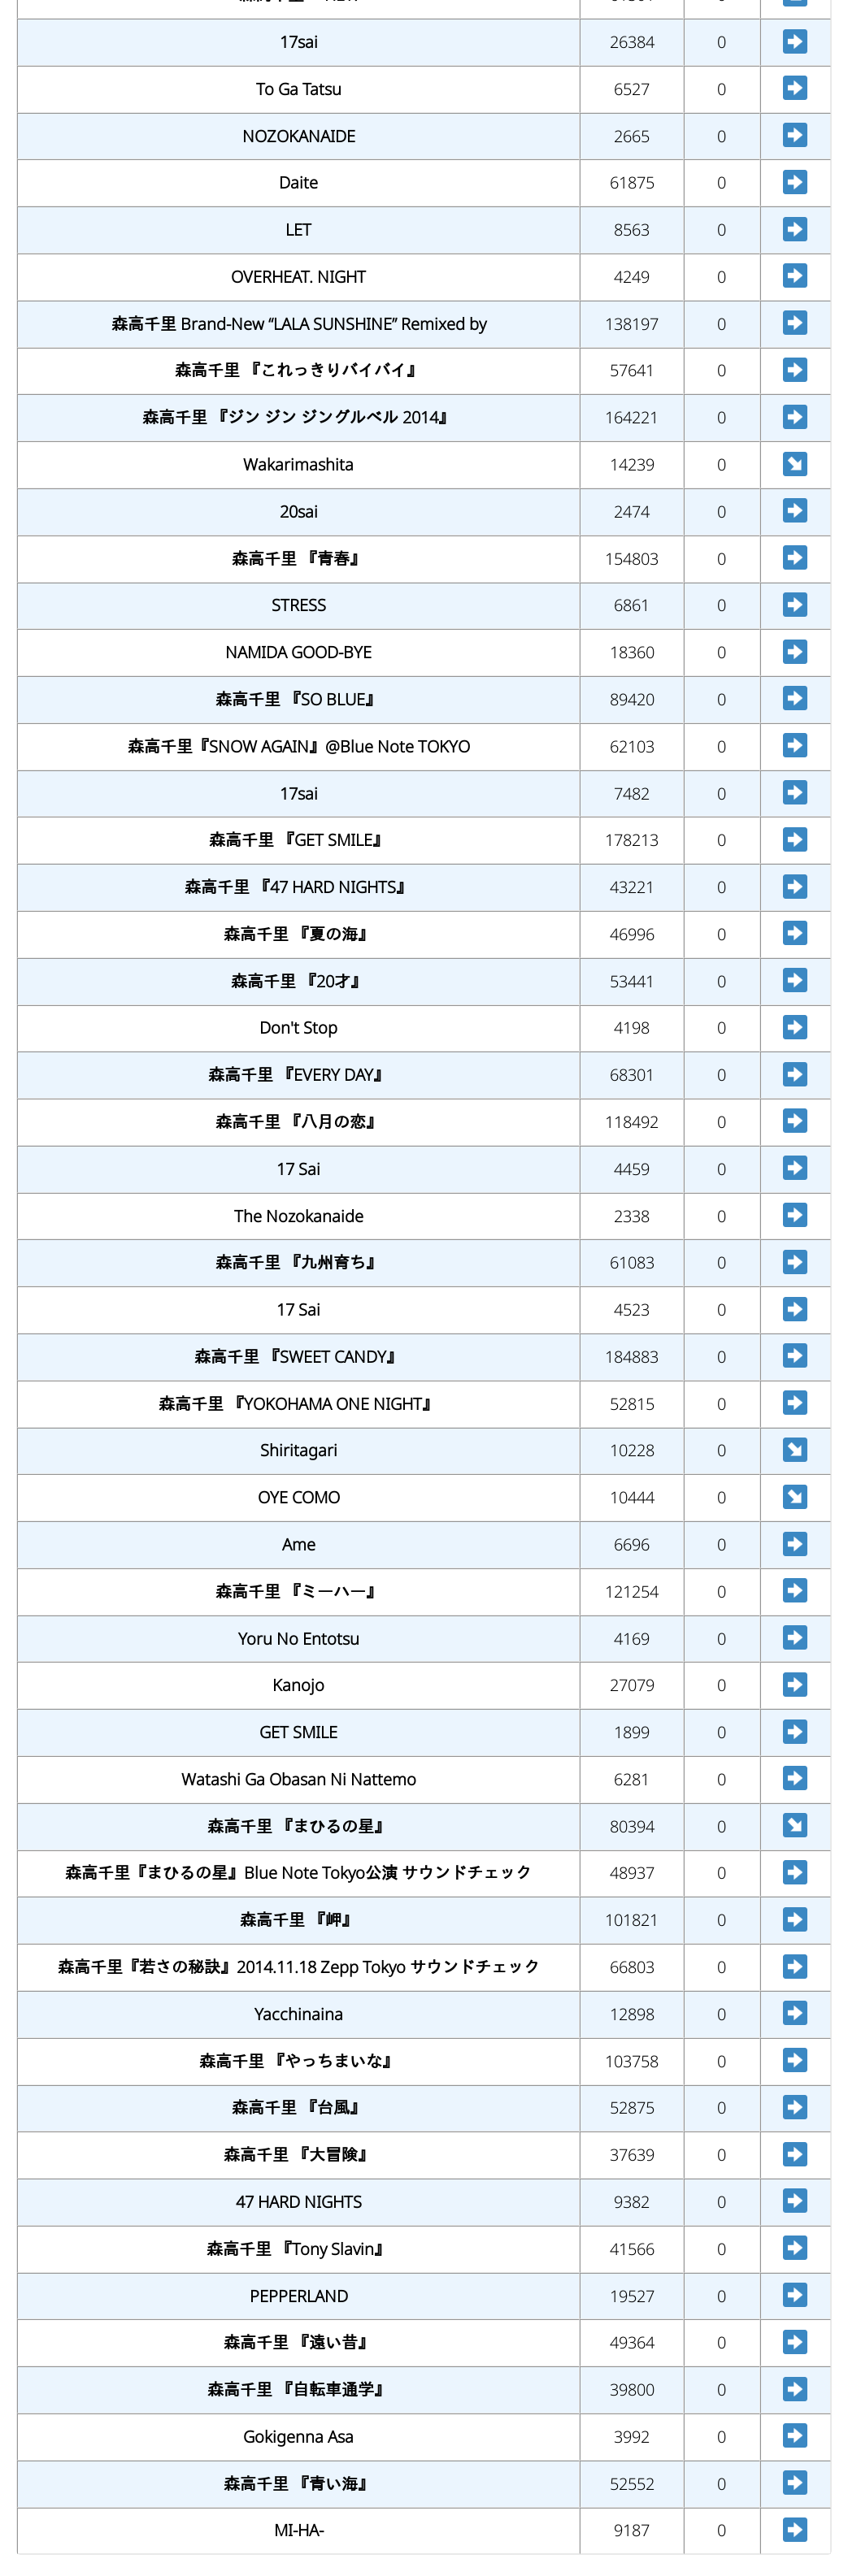 17sai 26384 0
To Ga Tatsu 6527 0
NOZOKANAIDE 2665 0
Daite 61875 0
LET 8563 0
OVERHEAT. NIGHT 4249 0
森高千里 Brand-New “LALA SUNSHINE” Remixed by 138197 0
森高千里 『これっきりバイバイ』 57641 0
森高千里 『ジン ジン ジングルベル 2014』 164221 0
Wakarimashita 14239 0
20sai 2474 0
森高千里 『青春』 154803 0
STRESS 6861 0
NAMIDA GOOD-BYE 18360 0
森高千里 『SO BLUE』 89420 0
森高千里『SNOW AGAIN』@Blue Note TOKYO 62103 0
17sai 7482 0
森高千里 『GET SMILE』 178213 0
森高千里 『47 HARD NIGHTS』 43221 0
森高千里 『夏の海』 46996 0
森高千里 『20才』 53441 0
Don't Stop 4198 0
森高千里 『EVERY DAY』 68301 0
森高千里 『八月の恋』 118492 0
17 Sai 4459 0
The Nozokanaide 2338 0
森高千里 『九州育ち』 61083 0
17 Sai 4523 0
森高千里 『SWEET CANDY』 184883 0
森高千里 『YOKOHAMA ONE NIGHT』 52815 0
Shiritagari 10228 0
OYE COMO 10444 0
Ame 6696 0
森高千里 『ミーハー』 121254 0
Yoru No Entotsu 4169 0
Kanojo 27079 0
GET SMILE 1899 0
Watashi Ga Obasan Ni Nattemo 6281 0
森高千里 『まひるの星』 80394 0
森高千里『まひるの星』Blue Note Tokyo公演 サウンドチェック 48937 0
森高千里 『岬』 101821 0
森高千里『若さの秘訣』2014.11.18 Zepp Tokyo サウンドチェック 66803 0
Yacchinaina 12898 0
森高千里 『やっちまいな』 103758 0
森高千里 『台風』 52875 0
森高千里 『大冒険』 37639 0
47 HARD NIGHTS 9382 0
森高千里 『Tony Slavin』 41566 0
PEPPERLAND 19527 0
森高千里 『遠い昔』 49364 0
森高千里 『自転車通学』 39800 0
Gokigenna Asa 3992 0
森高千里 『青い海』 52552 0
MI-HA- 9187 0